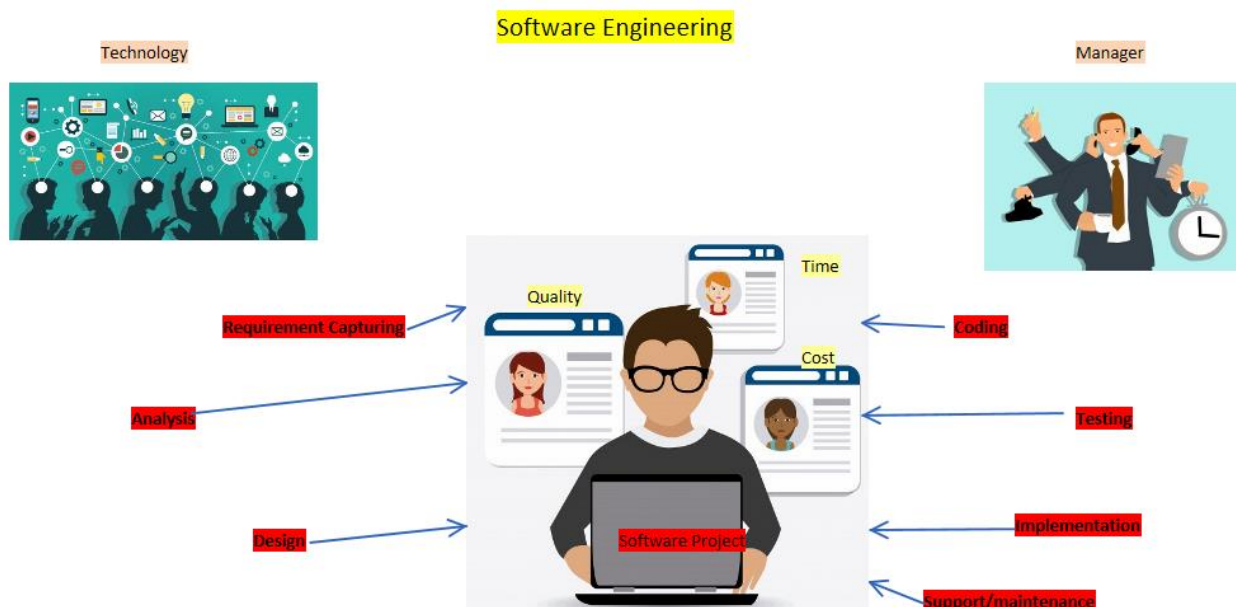 Software Engineering
Technology
Manager
Time
Quality
Requirement Capturing
Coding
Cost
Analysis
Testing
Design
Software Project
Implementation
Support/maintenance